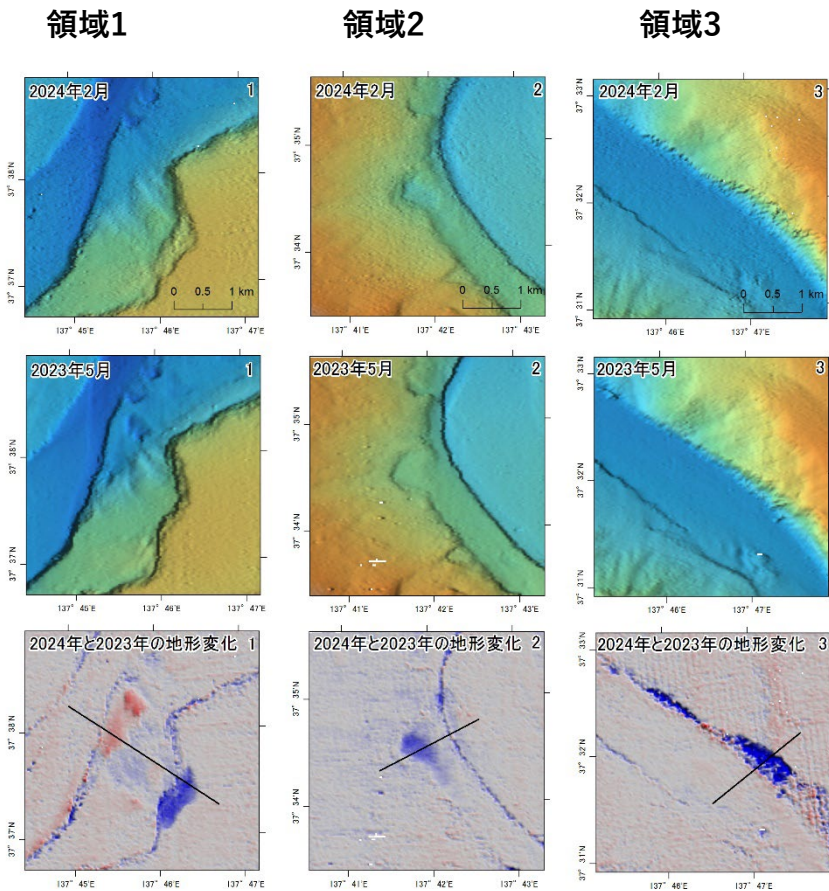 領域1
領域2
領域3
2024年2月 1
37° 38'N
37° 37'N
0 0.5 1 km
137° 45'E 137° 46'E 137° 47'E
2024年2月 2
37° 35'N
37° 34'N
0 0.5 1 km
137° 41'E 137° 42'E 137° 43'E
2024年2月 3
37° 33'N
37° 32'N
37° 31'N
0 0.5 1 km
137° 46'E 137° 47'E
2023年5月 1
37° 38'N
37° 37'N
137° 45'E 137° 46'E 137° 47'E
2023年5月 2
37° 35'N
37° 34'N
137° 41'E 137° 42'E 137° 43'E
2023年5月 3
37° 33'N
37° 32'N
37° 31'N
137° 46'E 137° 47'E
2024年と2023年の地形変化 1
37° 38'N
37° 37'N
137° 45'E 137° 46'E 137° 47'E
2024年と2023年の地形変化 2
37° 35'N
37° 34'N
137° 41'E 137° 42'E 137° 43'E
2024年と2023年の地形変化 3
37° 33'N
37° 32'N
37° 31'N
137° 46'E 137° 47'E